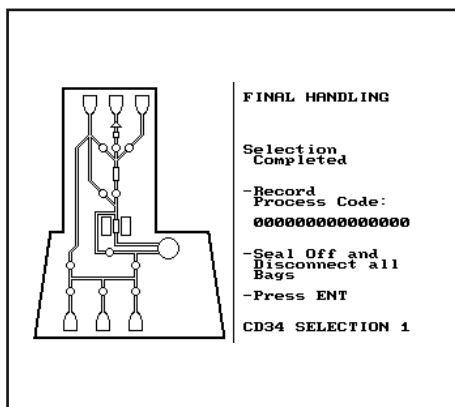 FINAL HANDLING
Selection
Completed
-Record
Process Code:
000000000000000
-Seal Off and
Disconnect all
Bags
-Press ENT
CD34 SELECTION 1